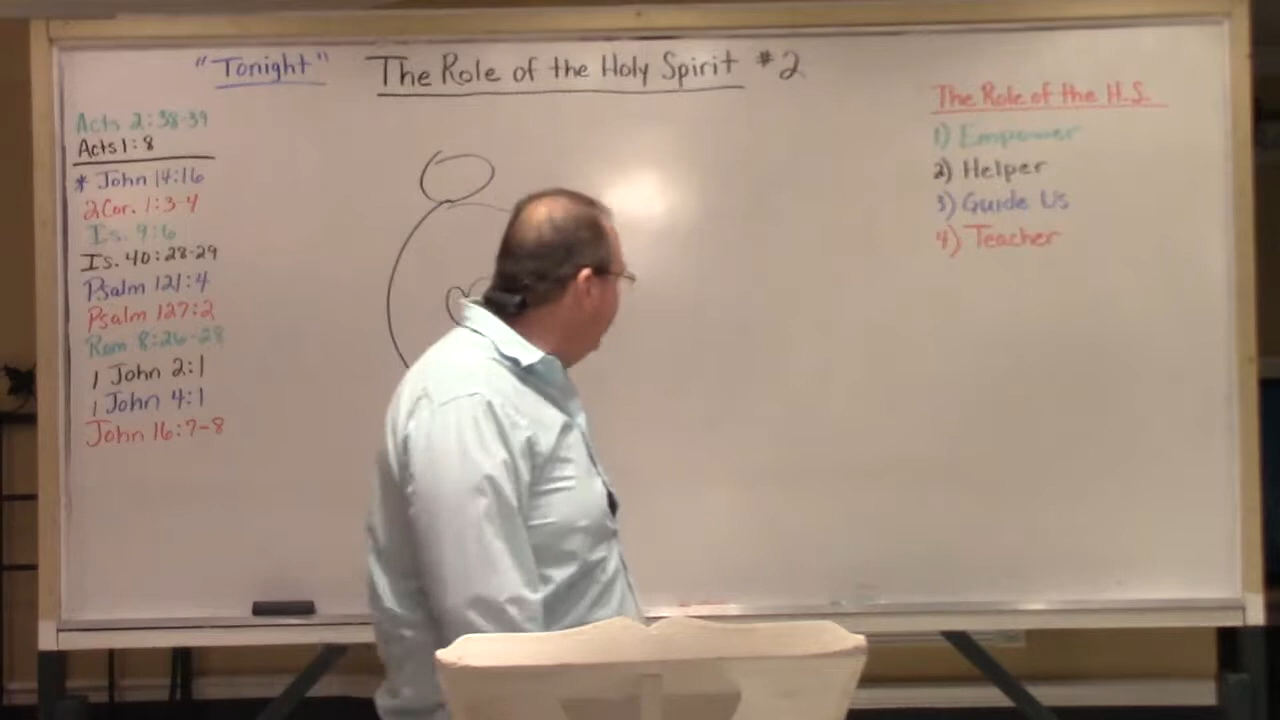 "Tonight" The Role of the Holy Spirit #2
Acts 2:38-39
Acts 1:8
* John 14:16
2 Cor. 1:3-4
Is. 9:6
Is. 40:28-29
Psalm 121:4
Psalm 127:2
Rom 8:26-28
1 John 2:1
1 John 4:1
John 16:7-8
The Role of the H.S.
1) Empower
2) Helper
3) Guide Us
4) Teacher